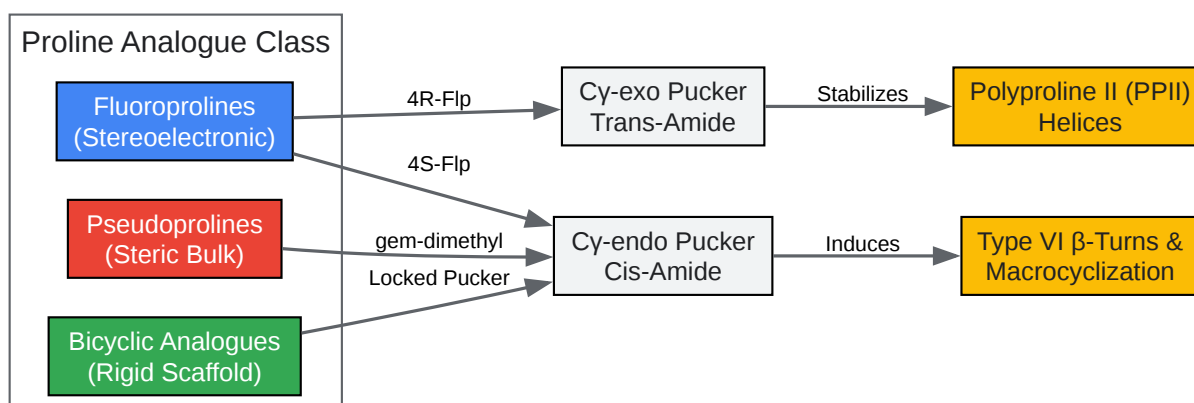 Proline Analogue Class
Fluoroprolines
(Stereoelectronic)
4R-Flp
Cγ-exo Pucker
Trans-Amide
Stabilizes
Polyproline II (PPII)
Helices
4S-Flp
Pseudoprolines
(Steric Bulk)
gem-dimethyl
Locked Pucker
Cγ-endo Pucker
Cis-Amide
Induces
Type VI β-Turns &
Macrocyclization
Bicyclic Analogues
(Rigid Scaffold)